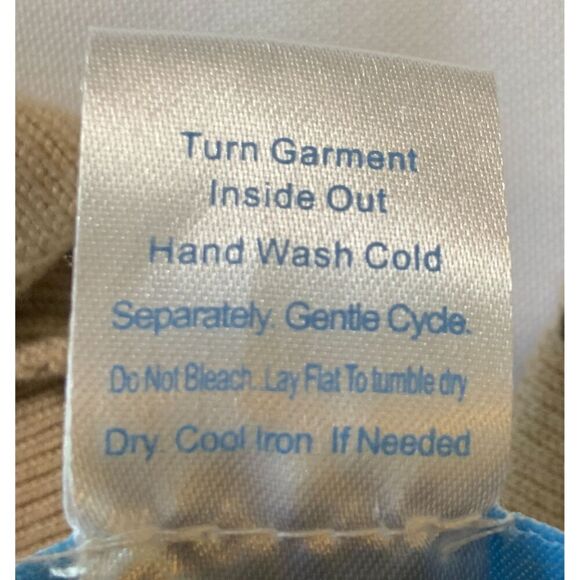 Turn Garment
Inside Out
Hand Wash Cold
Separately. Gentle Cycle.
Do Not Bleach. Lay Flat To tumble dry
Dry. Cool Iron If Needed